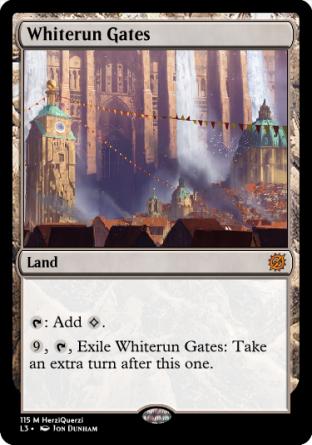 Whiterun Gates
Land
: Add .
9, , Exile Whiterun Gates: Take
an extra turn after this one.
115 M HerziQuerzi
L3 • Jon Dunham